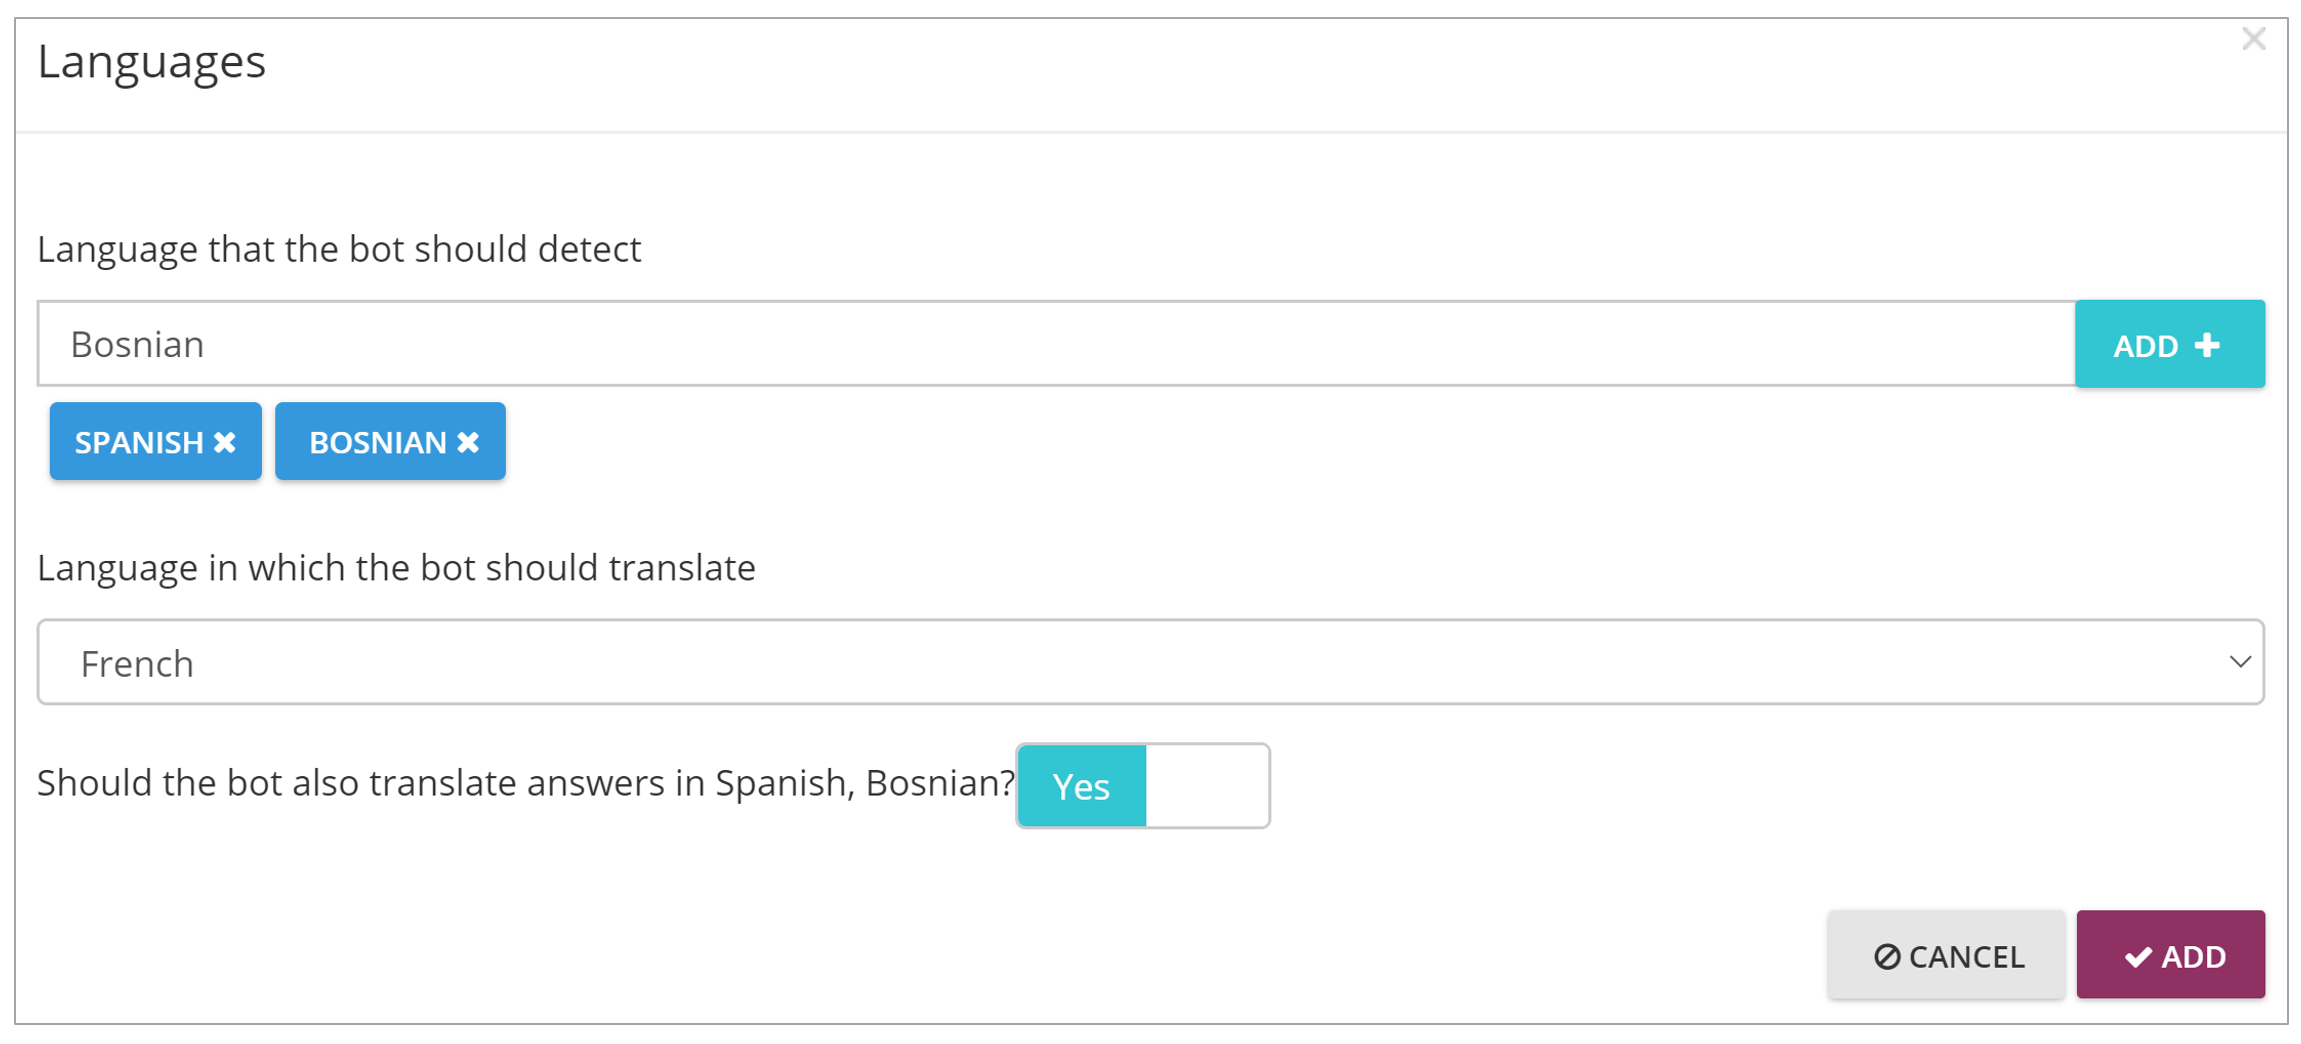 Languages
Language that the bot should detect
Bosnian
ADD
SPANISH BOSNIAN
Language in which the bot should translate
French
Should the bot also translate answers in Spanish, Bosnian? Yes
CANCEL ADD